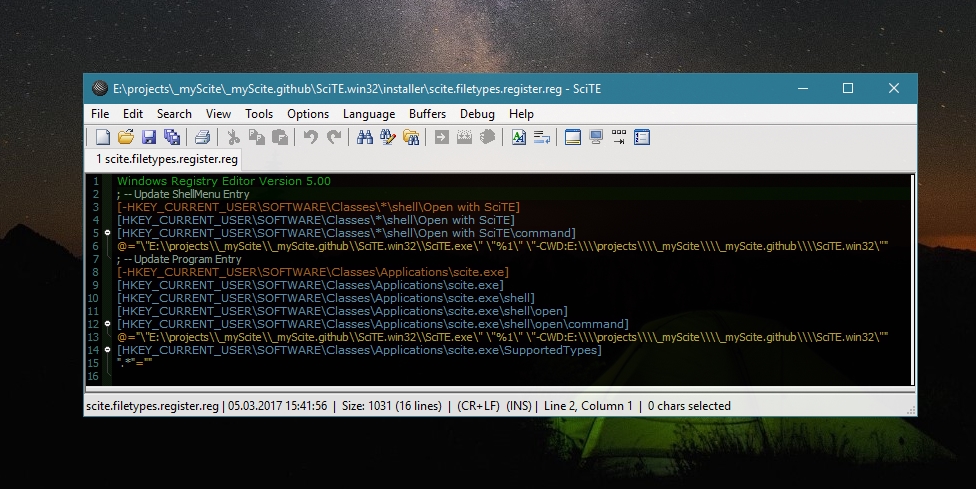 E:\projects\_myScite\_myScite.github\SciTE.win32\installer\scite.filetypes.register.reg - SciTE
File Edit Search View Tools Options Language Buffers Debug Help
1 scite.filetypes.register.reg
1 Windows Registry Editor Version 5.00
2 ; -- Update ShellMenu Entry
3 [-HKEY_CURRENT_USER\SOFTWARE\Classes\*\shell\Open with SciTE]
4 [HKEY_CURRENT_USER\SOFTWARE\Classes\*\shell\Open with SciTE]
5 [HKEY_CURRENT_USER\SOFTWARE\Classes\*\shell\Open with SciTE\command]
6 @="\"E:\\projects\\_myScite\\_myScite.github\\SciTE.win32\\SciTE.exe\" \"%1\" \"-CWD:E:\\\\projects\\\\_myScite\\\\_myScite.github\\\\SciTE.win32\""
7 ; -- Update Program Entry
8 [-HKEY_CURRENT_USER\SOFTWARE\Classes\Applications\scite.exe]
9 [HKEY_CURRENT_USER\SOFTWARE\Classes\Applications\scite.exe]
10 [HKEY_CURRENT_USER\SOFTWARE\Classes\Applications\scite.exe\shell]
11 [HKEY_CURRENT_USER\SOFTWARE\Classes\Applications\scite.exe\shell\open]
12 [HKEY_CURRENT_USER\SOFTWARE\Classes\Applications\scite.exe\shell\open\command]
13 @="\"E:\\projects\\_myScite\\_myScite.github\\SciTE.win32\\SciTE.exe\" \"%1\" \"-CWD:E:\\\\projects\\\\_myScite\\\\_myScite.github\\\\SciTE.win32\""
14 [HKEY_CURRENT_USER\SOFTWARE\Classes\Applications\scite.exe\SupportedTypes]
15 ".*"=""
16
scite.filetypes.register.reg | 05.03.2017 15:41:56 | Size: 1031 (16 lines) | (CR+LF) (INS) | Line 2, Column 1 | 0 chars selected